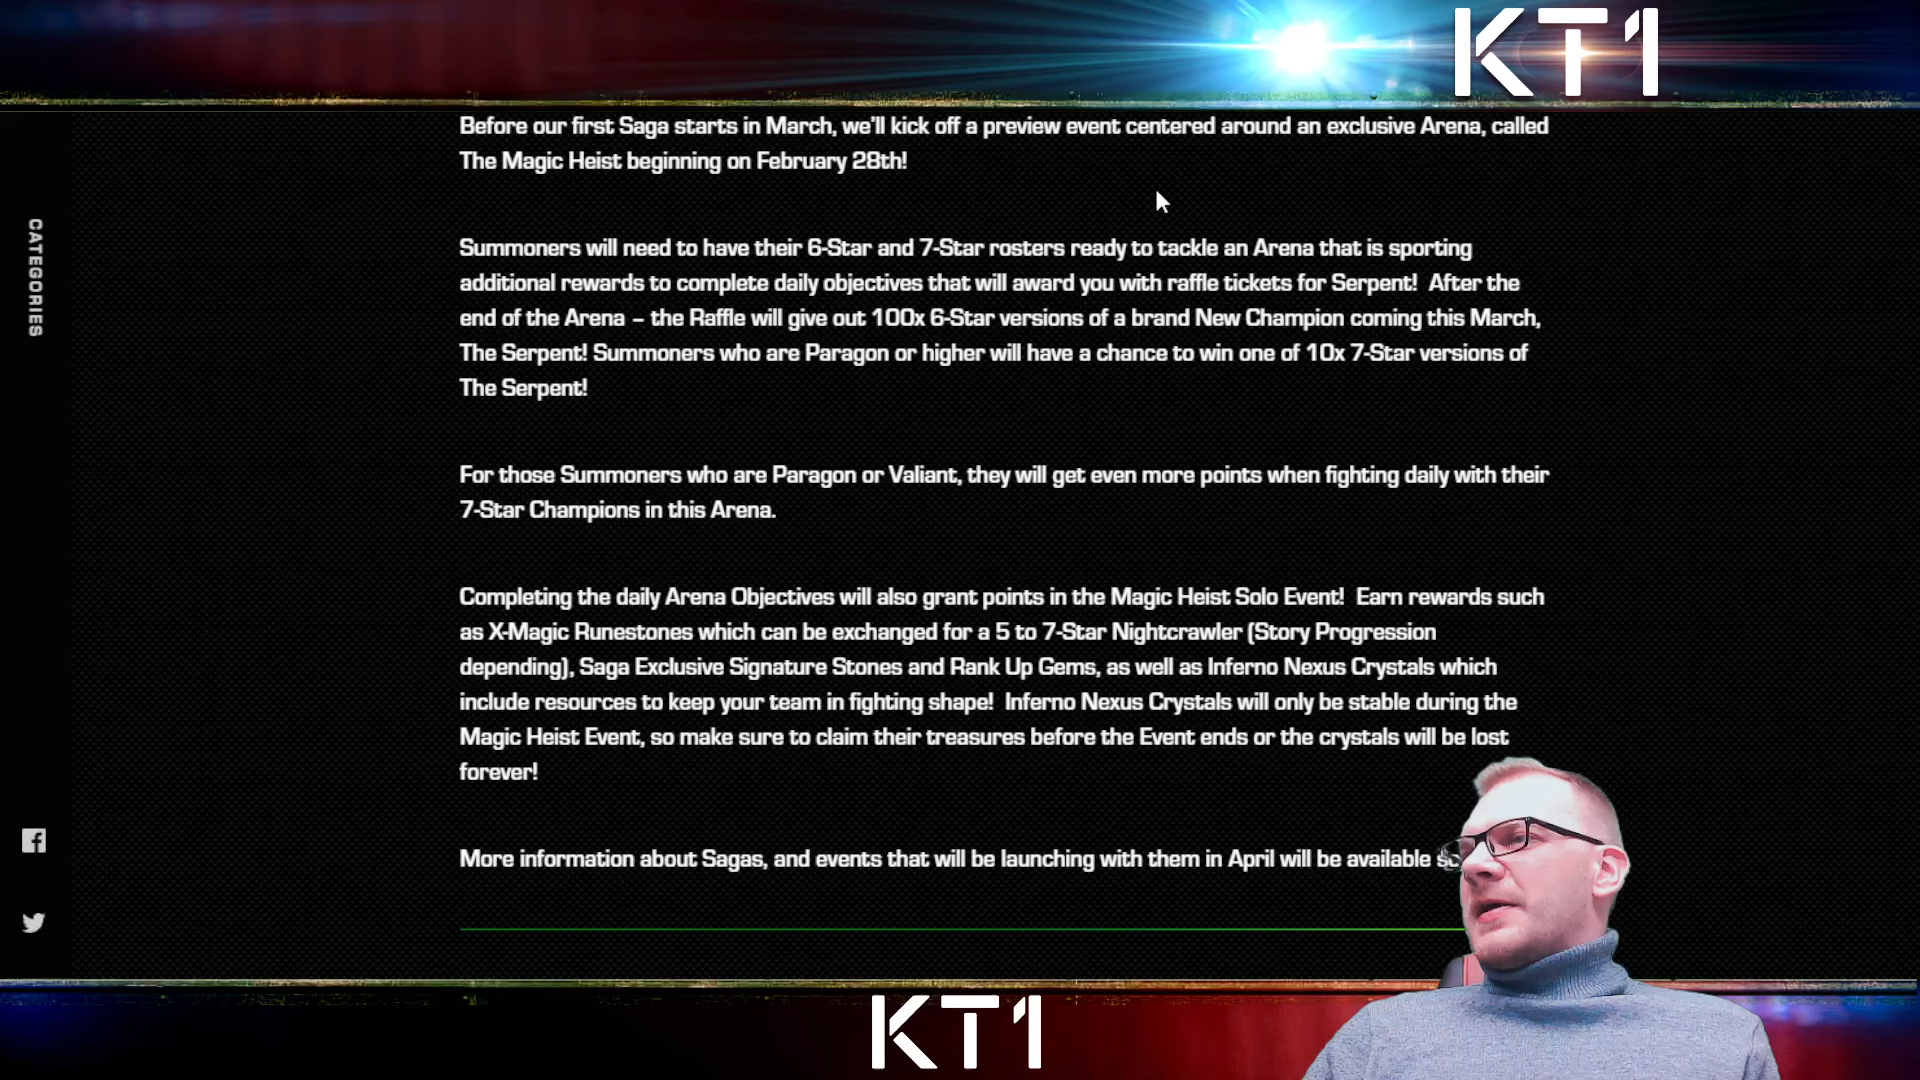 KT1
Before our first Saga starts in March, we'll kick off a preview event centered around an exclusive Arena, called
The Magic Heist beginning on February 28th!
CATEGORIES
Summoners will need to have their 6-Star and 7-Star rosters ready to tackle an Arena that is sporting
additional rewards to complete daily objectives that will award you with raffle tickets for Serpent!  After the
end of the Arena – the Raffle will give out 100x 6-Star versions of a brand New Champion coming this March,
The Serpent! Summoners who are Paragon or higher will have a chance to win one of 10x 7-Star versions of
The Serpent!
For those Summoners who are Paragon or Valiant, they will get even more points when fighting daily with their
7-Star Champions in this Arena.
Completing the daily Arena Objectives will also grant points in the Magic Heist Solo Event!  Earn rewards such
as X-Magic Runestones which can be exchanged for a 5 to 7-Star Nightcrawler (Story Progression
depending), Saga Exclusive Signature Stones and Rank Up Gems, as well as Inferno Nexus Crystals which
include resources to keep your team in fighting shape!  Inferno Nexus Crystals will only be stable during the
Magic Heist Event, so make sure to claim their treasures before the Event ends or the crystals will be lost
forever!
More information about Sagas, and events that will be launching with them in April will be available
KT1